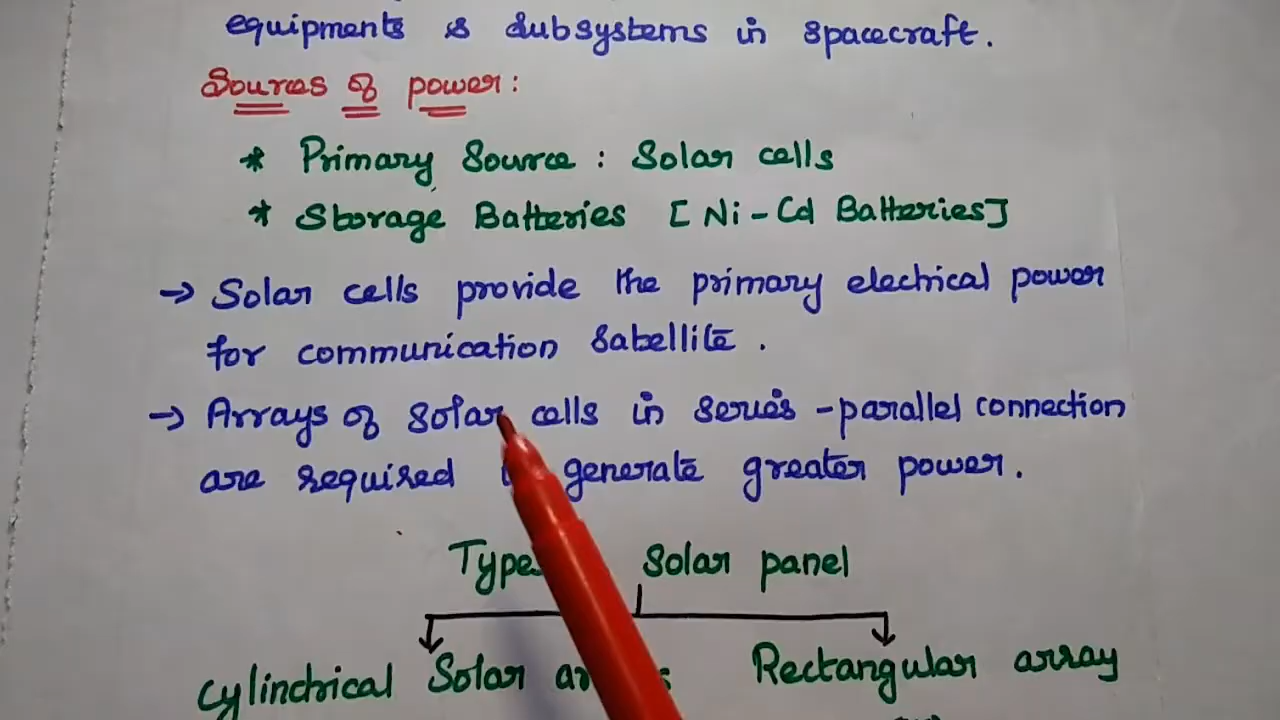 equipments & subsystems in spacecraft.
Sources of power:
* Primary Source : Solar cells
* Storage Batteries [Ni-Cd Batteries]
→ Solar cells provide the primary electrical power
for communication satellite.
→ Arrays of solar cells in series-parallel connection
are required generate greater power.
Solar panel
Cylindrical Solar
Rectangular array